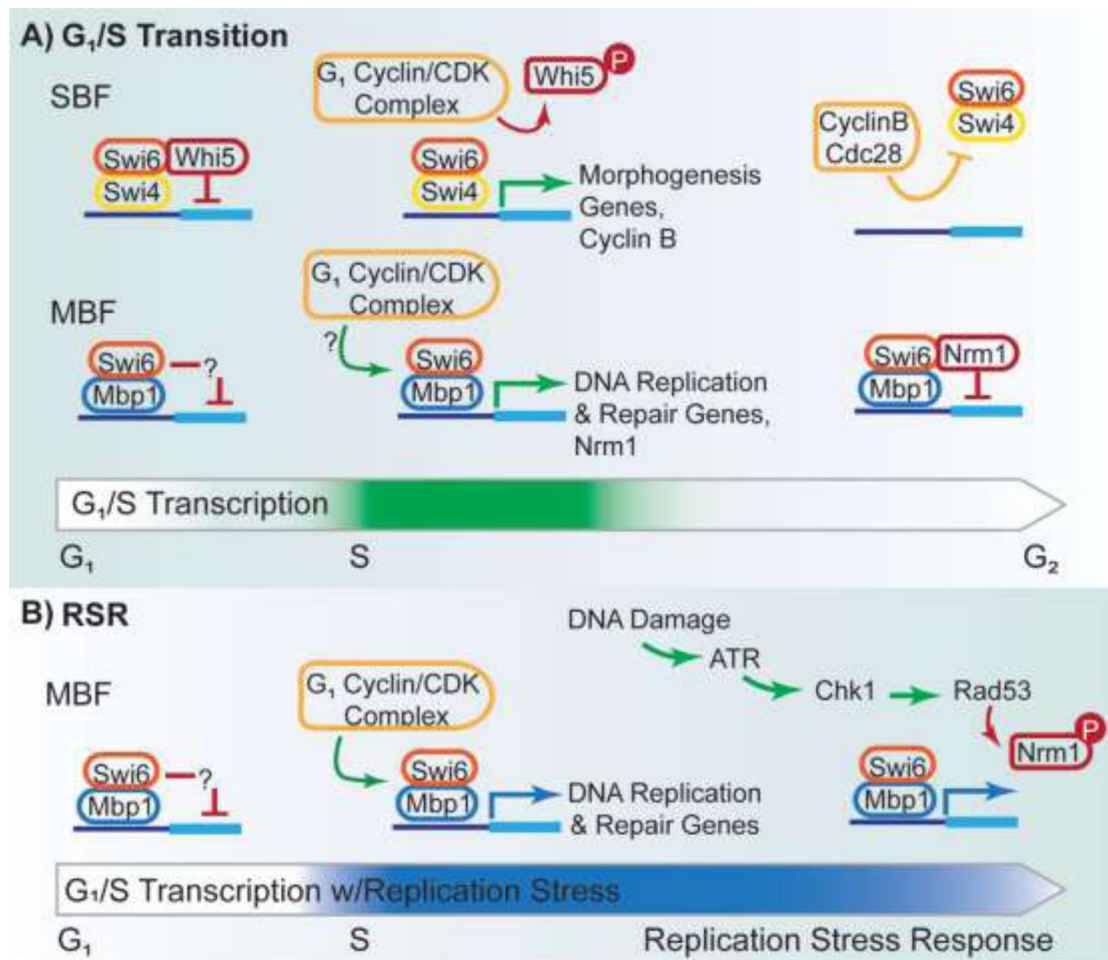 A) G₁/S Transition
SBF
Swi6 Whi5
Swi4
G₁ Cyclin/CDK
Complex
Whi5 P
Swi6
Swi4
Morphogenesis
Genes,
Cyclin B
CyclinB
Cdc28
Swi6
Swi4
MBF
Swi6 ?
Mbp1
G₁ Cyclin/CDK
Complex
?
Swi6
Mbp1
DNA Replication
& Repair Genes,
Nrm1
Swi6 Nrm1
Mbp1
G₁/S Transcription
G₁ S G₂
B) RSR
MBF
Swi6 ?
Mbp1
G₁ Cyclin/CDK
Complex
Swi6
Mbp1
DNA Replication
& Repair Genes
DNA Damage
ATR
Chk1
Rad53
P
Nrm1
Swi6
Mbp1
G₁/S Transcription w/Replication Stress
G₁ S Replication Stress Response